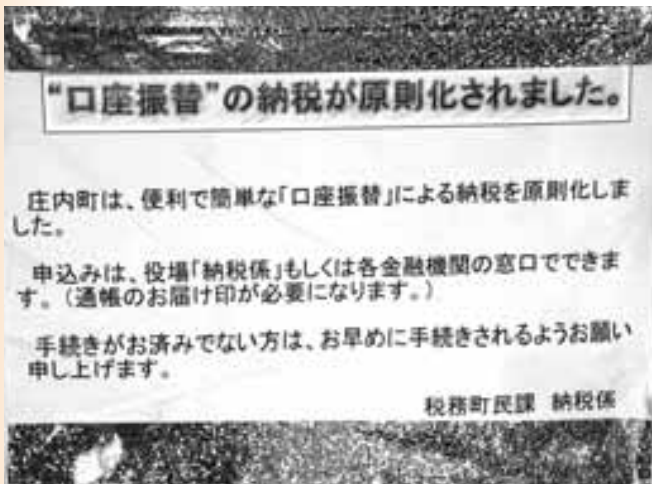 “口座振替”の納税が原則化されました。
庄内町は、便利で簡単な「口座振替」による納税を原則化しま
した。
申込みは、役場「納税係」もしくは各金融機関の窓口でできま
す。（通帳のお届け印が必要になります。）
手続きがお済みでない方は、お早めに手続きされるようお願い
申し上げます。
税務町民課 納税係